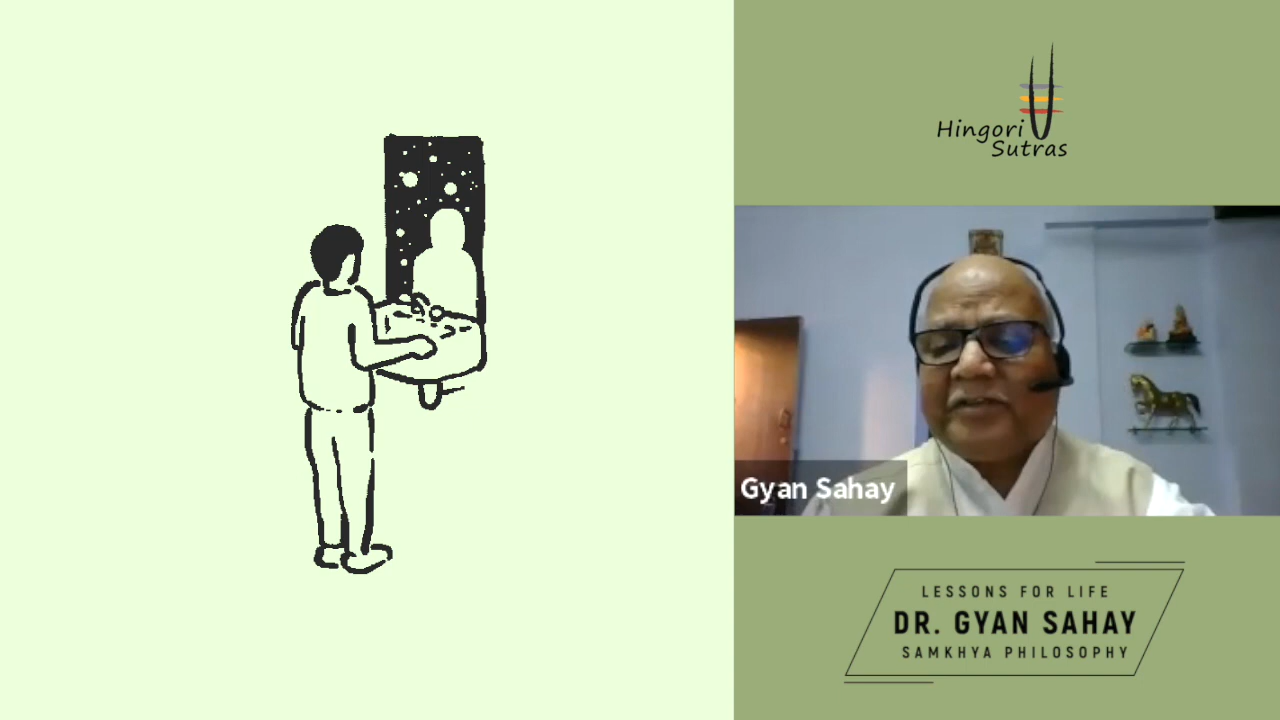 Hingori
Sutras
Gyan Sahay
LESSONS FOR LIFE
DR. GYAN SAHAY
SAMKHYA PHILOSOPHY